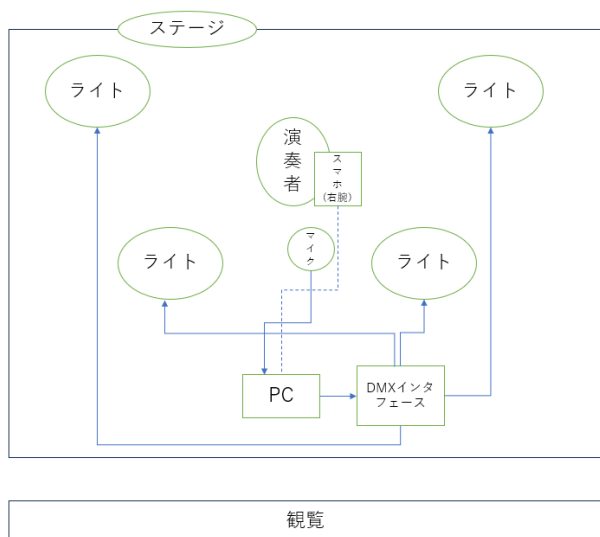 ステージ
ライト
ライト
演奏者
スマホ
(右腕)
マイク
ライト
ライト
PC
DMXインタ
フェース
観覧